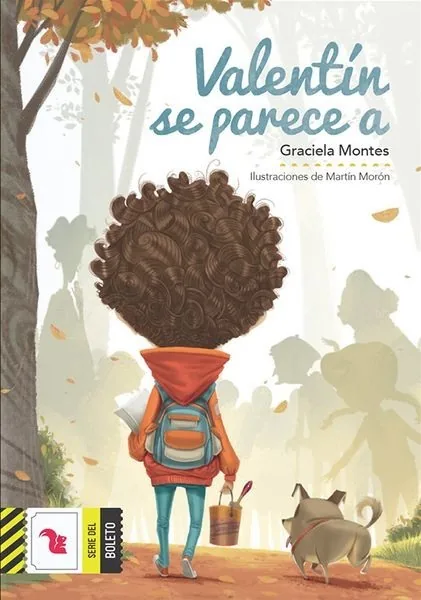 Valentín
se parece a
Graciela Montes
Ilustraciones de Martín Morón
SERIE DEL
BOLETO